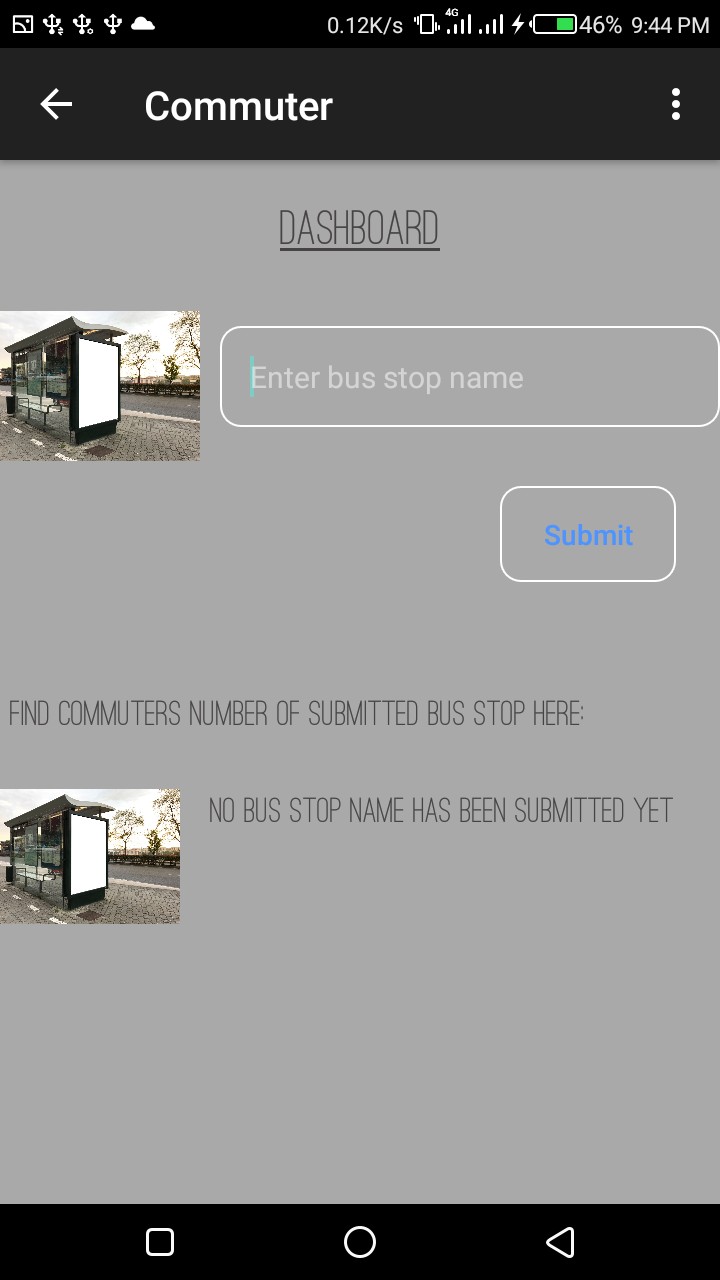 0.12K/s 4G 46% 9:44 PM
Commuter
DASHBOARD
Enter bus stop name
Submit
FIND COMMUTERS NUMBER OF SUBMITTED BUS STOP HERE:
NO BUS STOP NAME HAS BEEN SUBMITTED YET